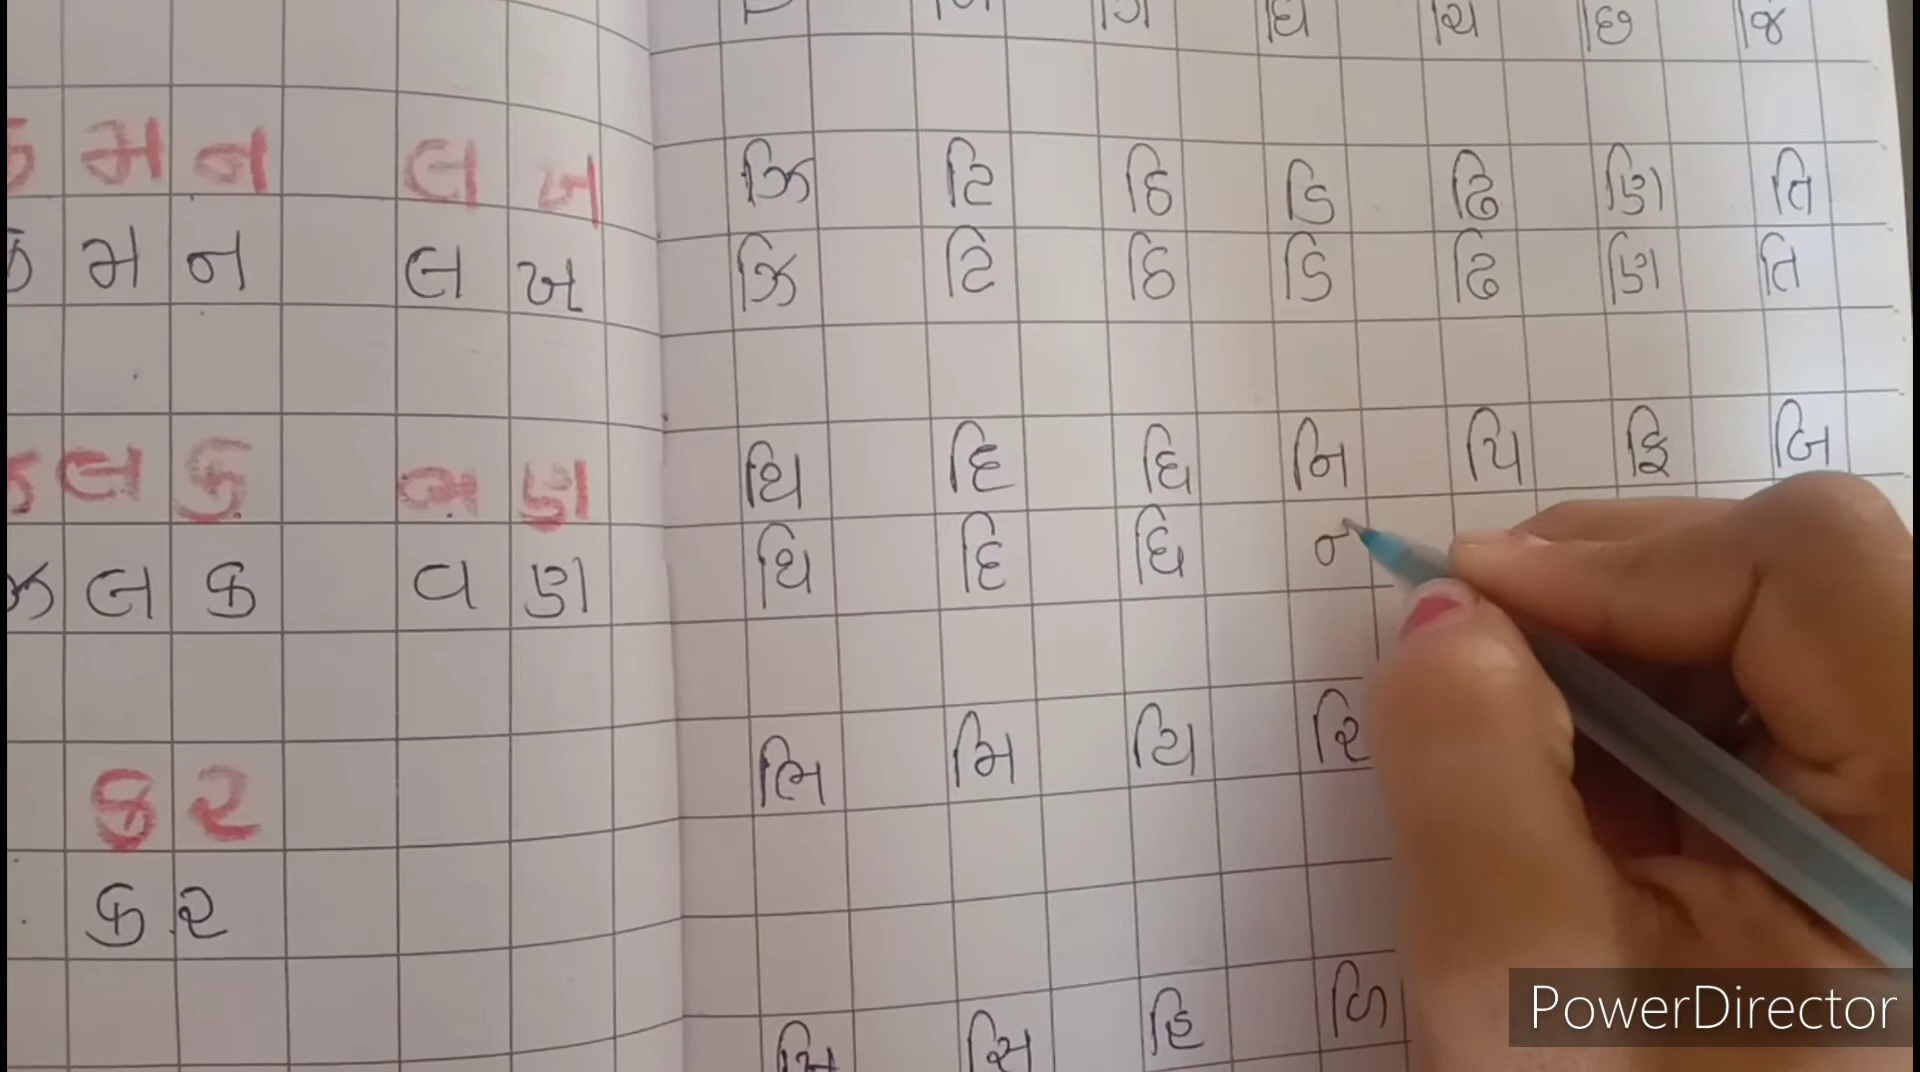 ઘિ ચિ છિ જિ
મ ન લ ખ
મ ન લ ખ
લ ક ણ
ઝ લ ક વ ણ
ક ર
ક ર
ઝિ ટિ ઠિ ડિ ઢિ ણિ તિ
ઝિ ટિ ઠિ ડિ ઢિ ણિ તિ
થિ દિ ધિ નિ પિ ફિ બિ
થિ દિ ધિ
ભિ મિ યિ રિ
સિ હિ ળિ
PowerDirector